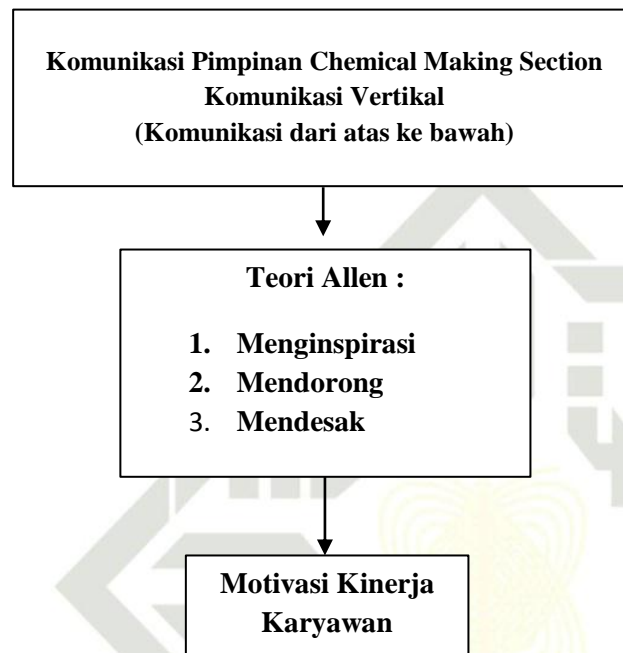 Komunikasi Pimpinan Chemical Making Section
Komunikasi Vertikal
(Komunikasi dari atas ke bawah)
Teori Allen :
1. Menginspirasi
2. Mendorong
3. Mendesak
Motivasi Kinerja
Karyawan